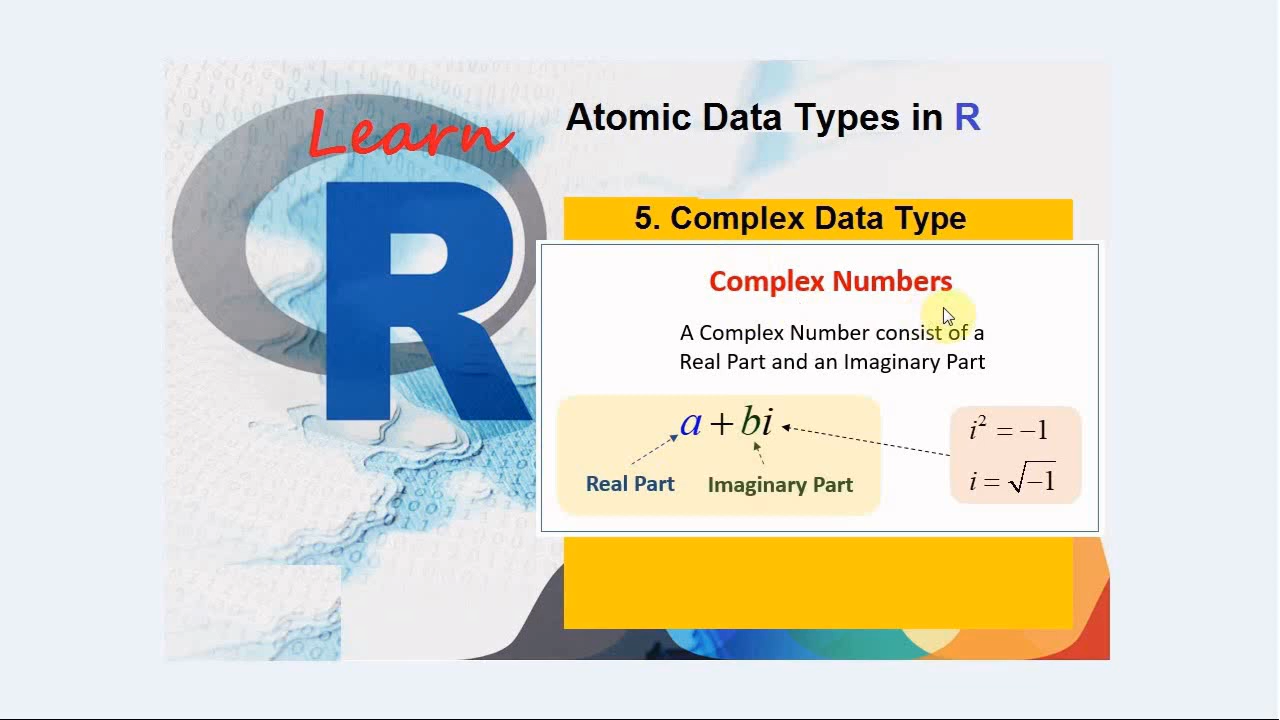 Learn
R
Atomic Data Types in R
5. Complex Data Type
Complex Numbers
A Complex Number consist of a
Real Part and an Imaginary Part
a + bi
i² = −1
i = √−1
Real Part
Imaginary Part